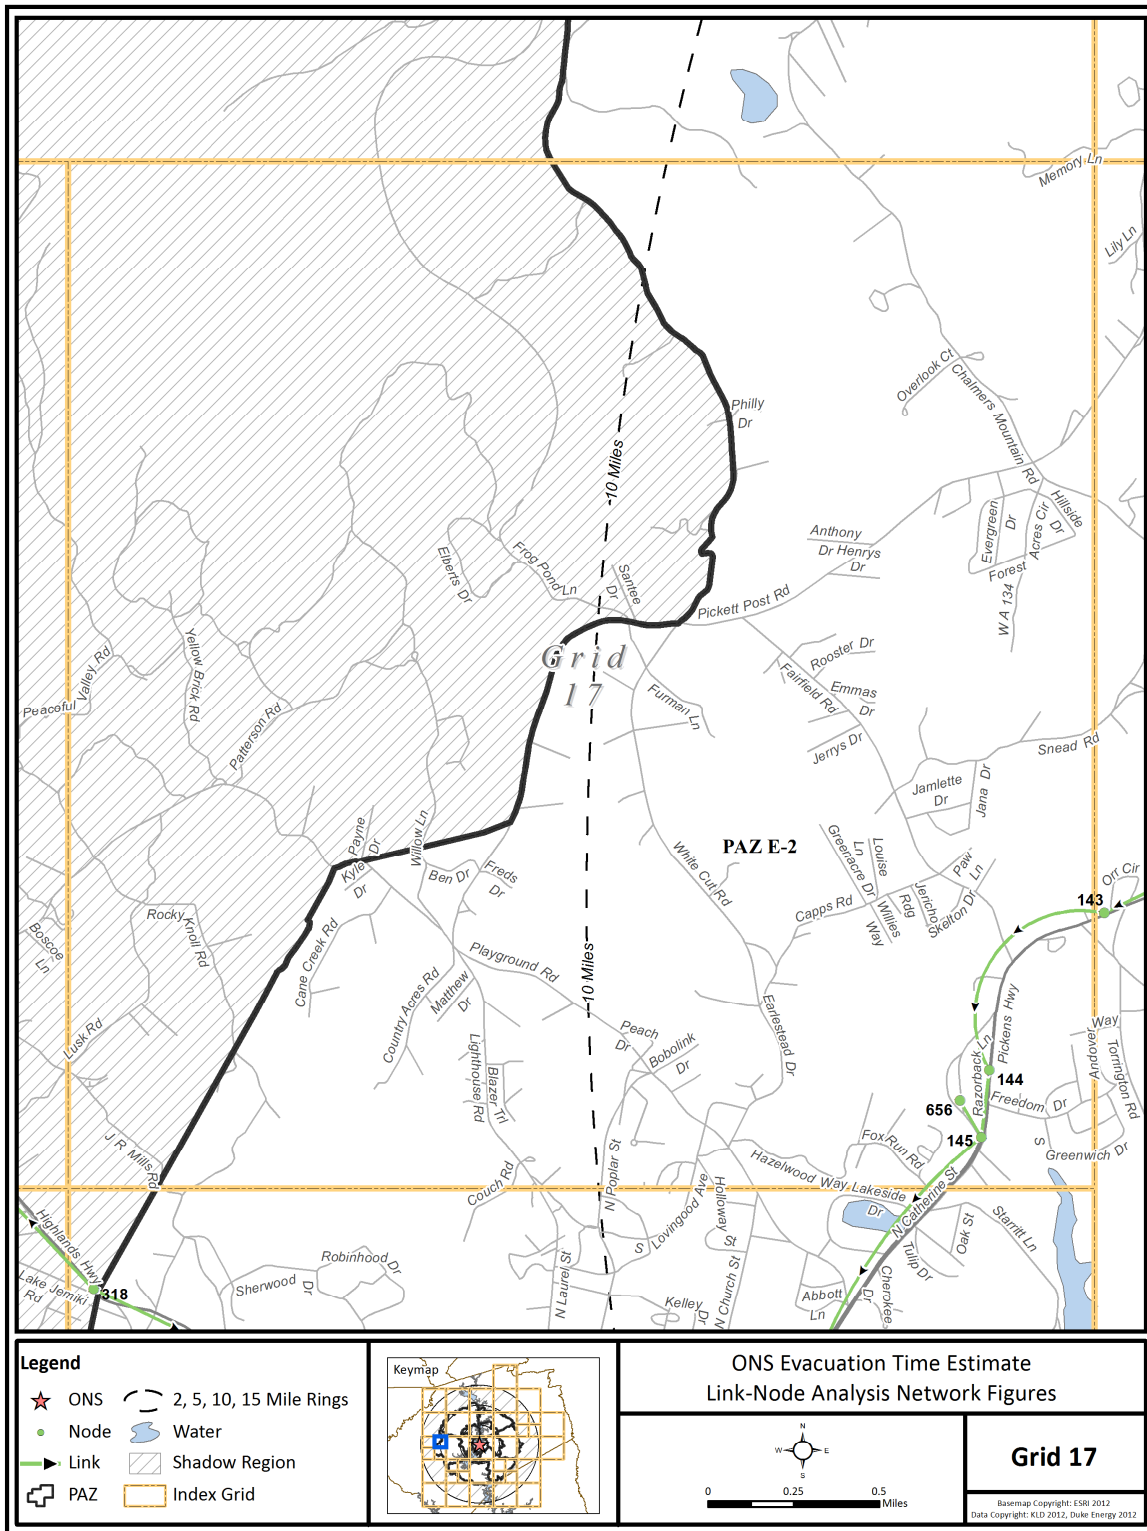 Memory Ln
Lily Ln
Overlook Ct
Chalmers Mountain Rd
Philly
Dr
10 Miles
Hillside
Dr
Evergreen
Dr
Acres Cir
Forest
W A 134
Anthony
Dr Henrys
Dr
Elberts Dr
Frog Pond Ln
Santee
Dr
Pickett Post Rd
Grid
17
Rooster Dr
Fairfield Rd
Emmas
Dr
Jerrys Dr
Furman Ln
Peaceful Valley Rd
Yellow Brick Rd
Patterson Rd
Snead Rd
Jamlette
Dr
Jana Dr
PAZ E-2
Payne
Dr
Kyle
Dr
Willow Ln
Ben Dr
Freds
Dr
White Cut Rd
Greenacre Dr
Louise
Ln
Capps Rd
Willies
Way
Jericho
Rdg
Skelton Dr
Paw
Ln
Orr Cir
143
Rocky
Knoll Rd
Boscoe
Ln
Cane Creek Rd
Playground Rd
Country Acres Rd
Matthew
Dr
10 Miles
Lusk Rd
Lighthouse Rd
Blazer Trl
Peach
Dr
Bobolink
Dr
Earlestead Dr
Pickens Hwy
Razorback Ln
Andover
Way
Torrington Rd
144
656
145
Freedom Dr
S
Greenwich Dr
J R Mills Rd
Couch Rd
N Poplar St
Fox Run Rd
Hazelwood Way
Lakeside
Dr
N Catherine St
Highlands Hwy
Lake Jemiki
Rd
318
Sherwood
Dr
Robinhood Dr
N Laurel St
S
Lovingood Ave
Holloway
St
N Church St
Kelley
Dr
Abbott
Ln
Cherokee
Dr
Tulip Dr
Oak St
Starritt Ln
Legend
ONS
2, 5, 10, 15 Mile Rings
Node
Water
Link
Shadow Region
PAZ
Index Grid
Keymap
ONS Evacuation Time Estimate
Link-Node Analysis Network Figures
N
W
E
S
0
0.25
0.5
Miles
Grid 17
Basemap Copyright: ESRI 2012
Data Copyright: KLD 2012, Duke Energy 2012